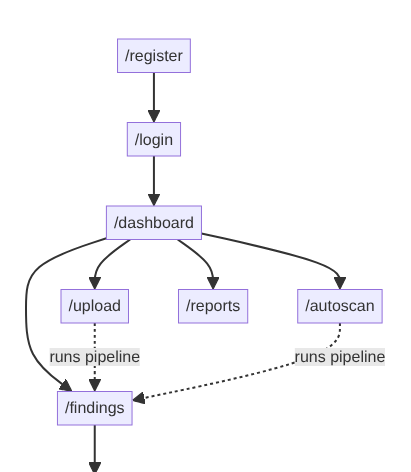 /register
/login
/dashboard
/upload
/reports
/autoscan
runs pipeline
runs pipeline
/findings